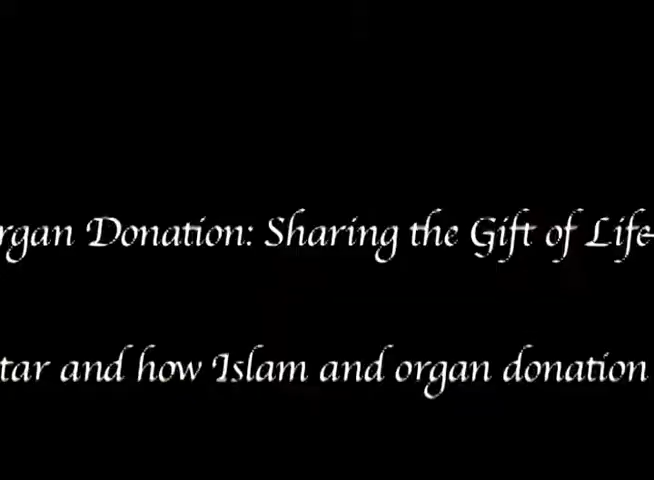 rgan Donation: Sharing the Gift of Life-
tar and how Islam and organ donation